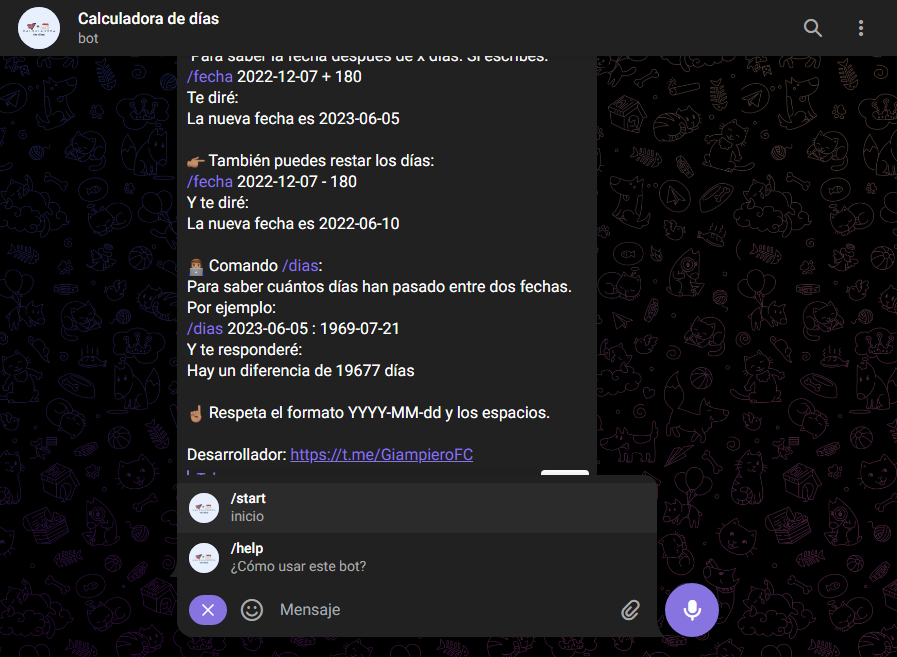 Calculadora de días
bot
Para saber la fecha después de x días. Si escribes:
/fecha 2022-12-07 + 180
Te diré:
La nueva fecha es 2023-06-05
También puedes restar los días:
/fecha 2022-12-07 - 180
Y te diré:
La nueva fecha es 2022-06-10
Comando /dias:
Para saber cuántos días han pasado entre dos fechas.
Por ejemplo:
/dias 2023-06-05 : 1969-07-21
Y te responderé:
Hay un diferencia de 19677 días
Respeta el formato YYYY-MM-dd y los espacios.
Desarrollador: https://t.me/GiampieroFC
/start
inicio
/help
¿Cómo usar este bot?
Mensaje